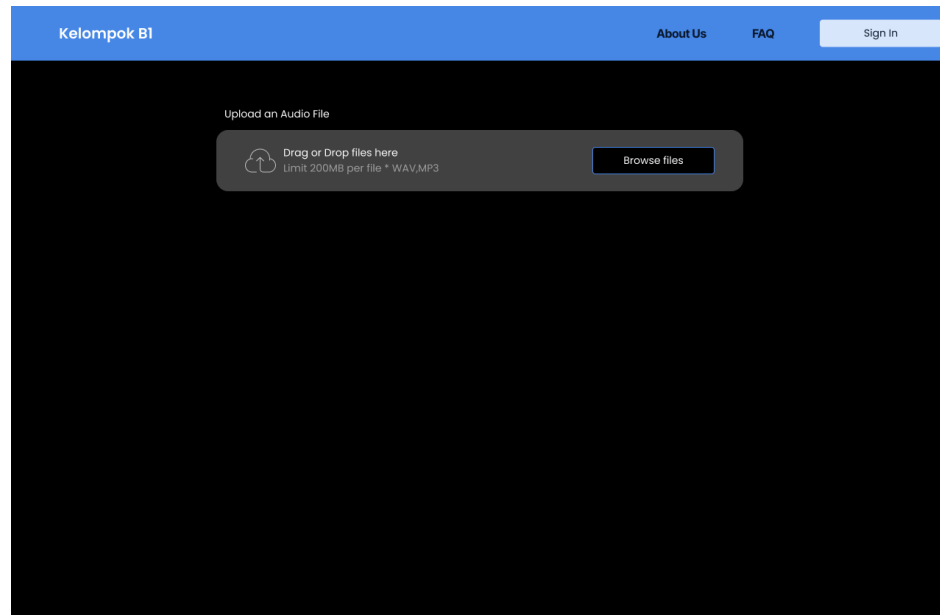 Kelompok B1
About Us
FAQ
Sign In
Upload an Audio File
Drag or Drop files here
Limit 200MB per file * WAV,MP3
Browse files